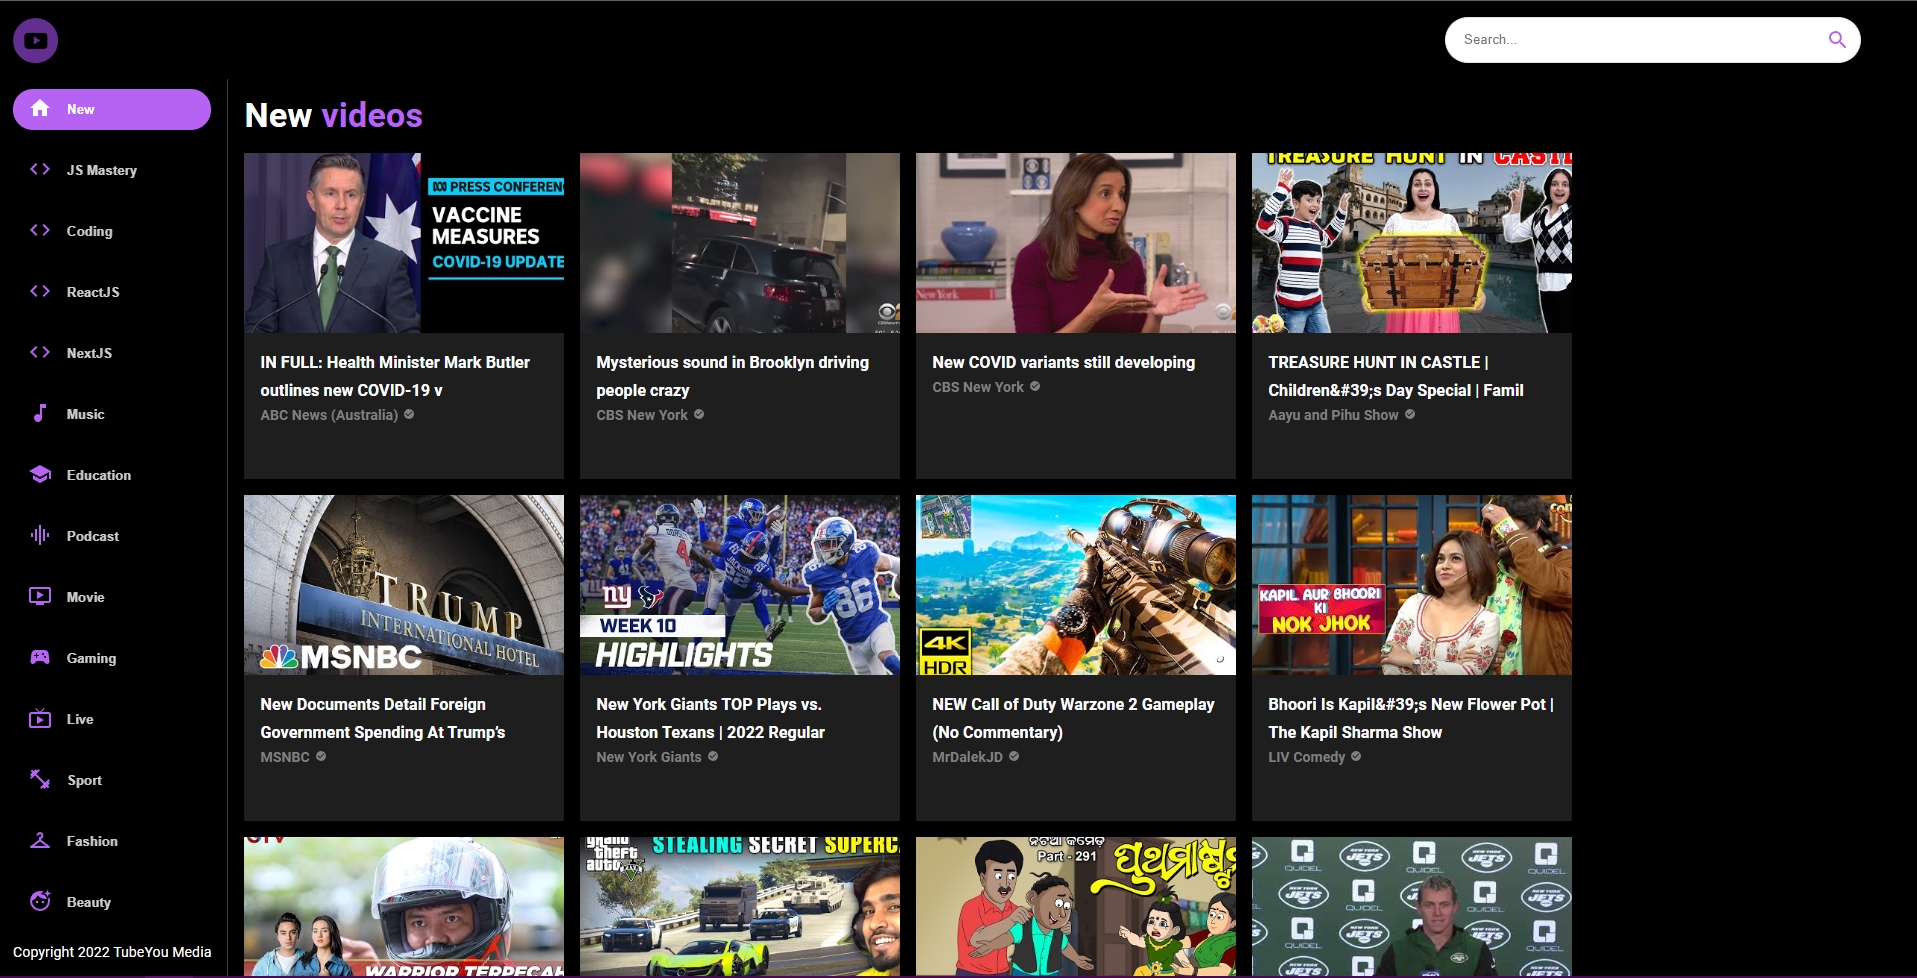 Search...
New
JS Mastery
Coding
ReactJS
NextJS
Music
Education
Podcast
Movie
Gaming
Live
Sport
Fashion
Beauty
Copyright 2022 TubeYou Media
New videos
PRESS CONFEREN
VACCINE
MEASURES
COVID-19 UPDATE
IN FULL: Health Minister Mark Butler
outlines new COVID-19 v
ABC News (Australia)
Mysterious sound in Brooklyn driving
people crazy
CBS New York
New York
New COVID variants still developing
CBS New York
TREASURE HUNT IN CASTL
TREASURE HUNT IN CASTLE |
Children&#39;s Day Special | Famil
Aayu and Pihu Show
TRUMP
INTERNATIONAL HOTEL
MSNBC
New Documents Detail Foreign
Government Spending At Trump’s
MSNBC
ny
WEEK 10
HIGHLIGHTS
New York Giants TOP Plays vs.
Houston Texans | 2022 Regular
New York Giants
4K
HDR
NEW Call of Duty Warzone 2 Gameplay
(No Commentary)
MrDalekJD
KAPIL AUR BHOORI
KI
NOK JHOK
Bhoori Is Kapil&#39;s New Flower Pot |
The Kapil Sharma Show
LIV Comedy
WARRIOR TERPECAH
grand
theft
auto
STEALING SECRET SUPERC
Part - 291
JETS
QUIDEL